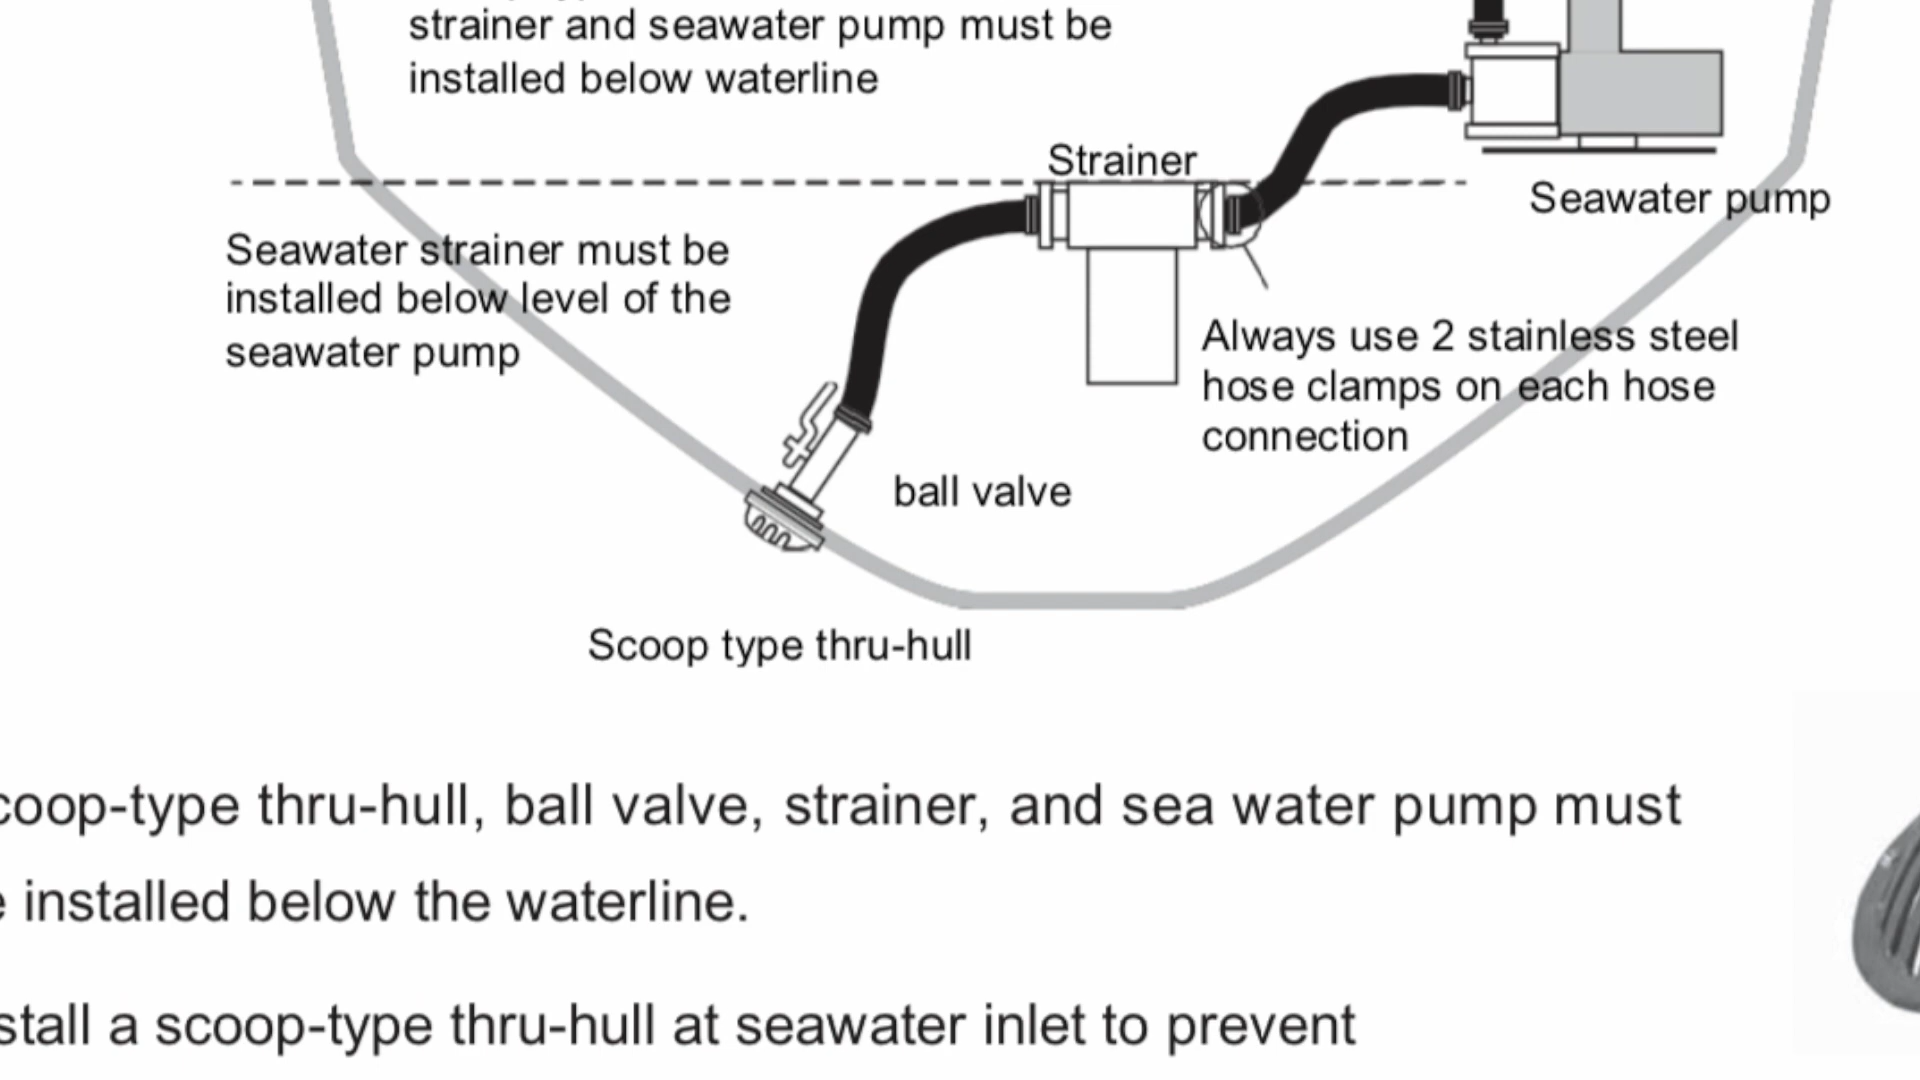 strainer and seawater pump must be
installed below waterline
Strainer
Seawater pump
Seawater strainer must be
installed below level of the
seawater pump
Always use 2 stainless steel
hose clamps on each hose
connection
ball valve
Scoop type thru-hull
coop-type thru-hull, ball valve, strainer, and sea water pump must
e installed below the waterline.
stall a scoop-type thru-hull at seawater inlet to prevent